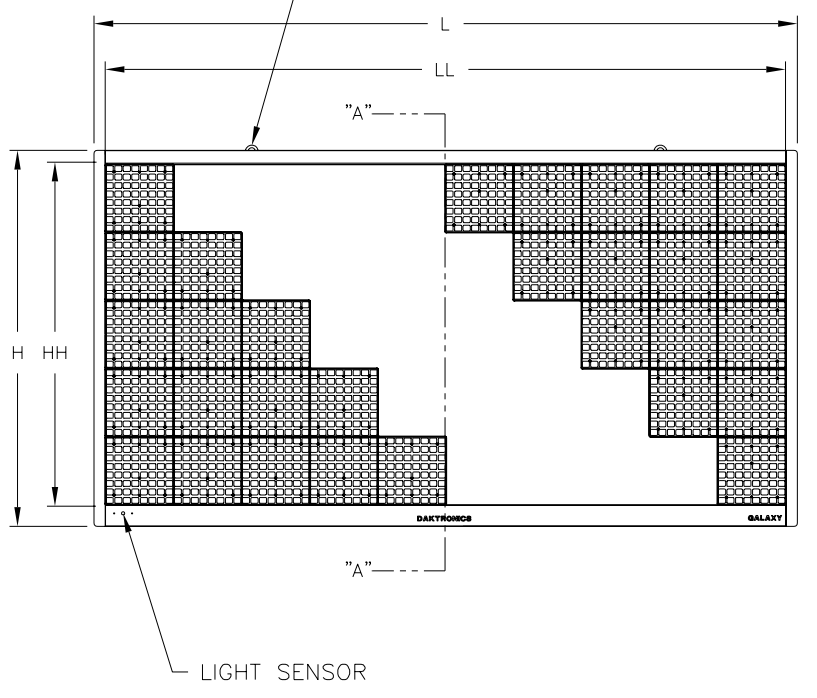 L
LL
"A"
H
HH
DAKTRONICS
GALAXY
"A"
LIGHT SENSOR